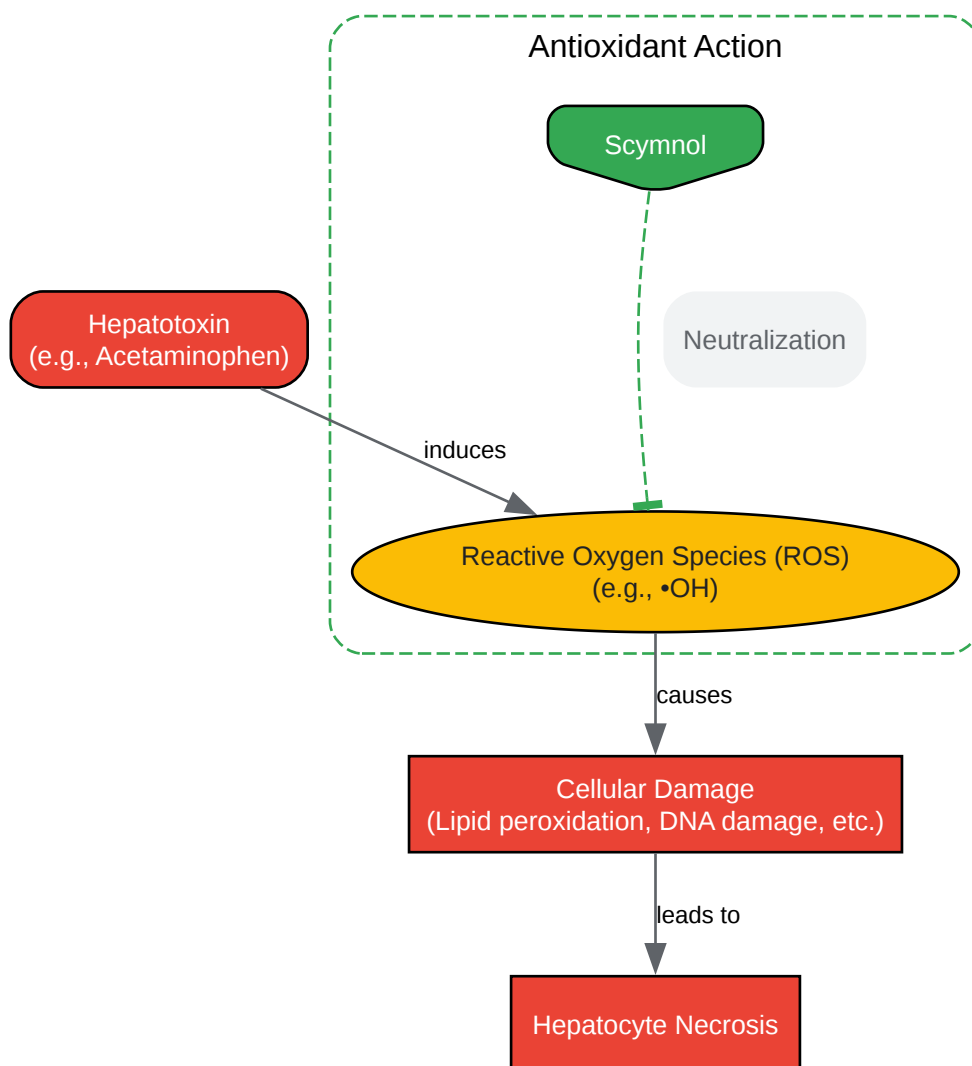 Antioxidant Action
Scymnol
Hepatotoxin
(e.g., Acetaminophen)
Neutralization
induces
Reactive Oxygen Species (ROS)
(e.g., •OH)
causes
Cellular Damage
(Lipid peroxidation, DNA damage, etc.)
leads to
Hepatocyte Necrosis